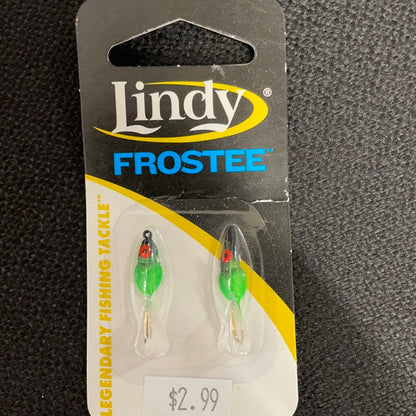 Lindy®
FROSTEE™
LEGENDARY FISHING TACKLE™
$2.99